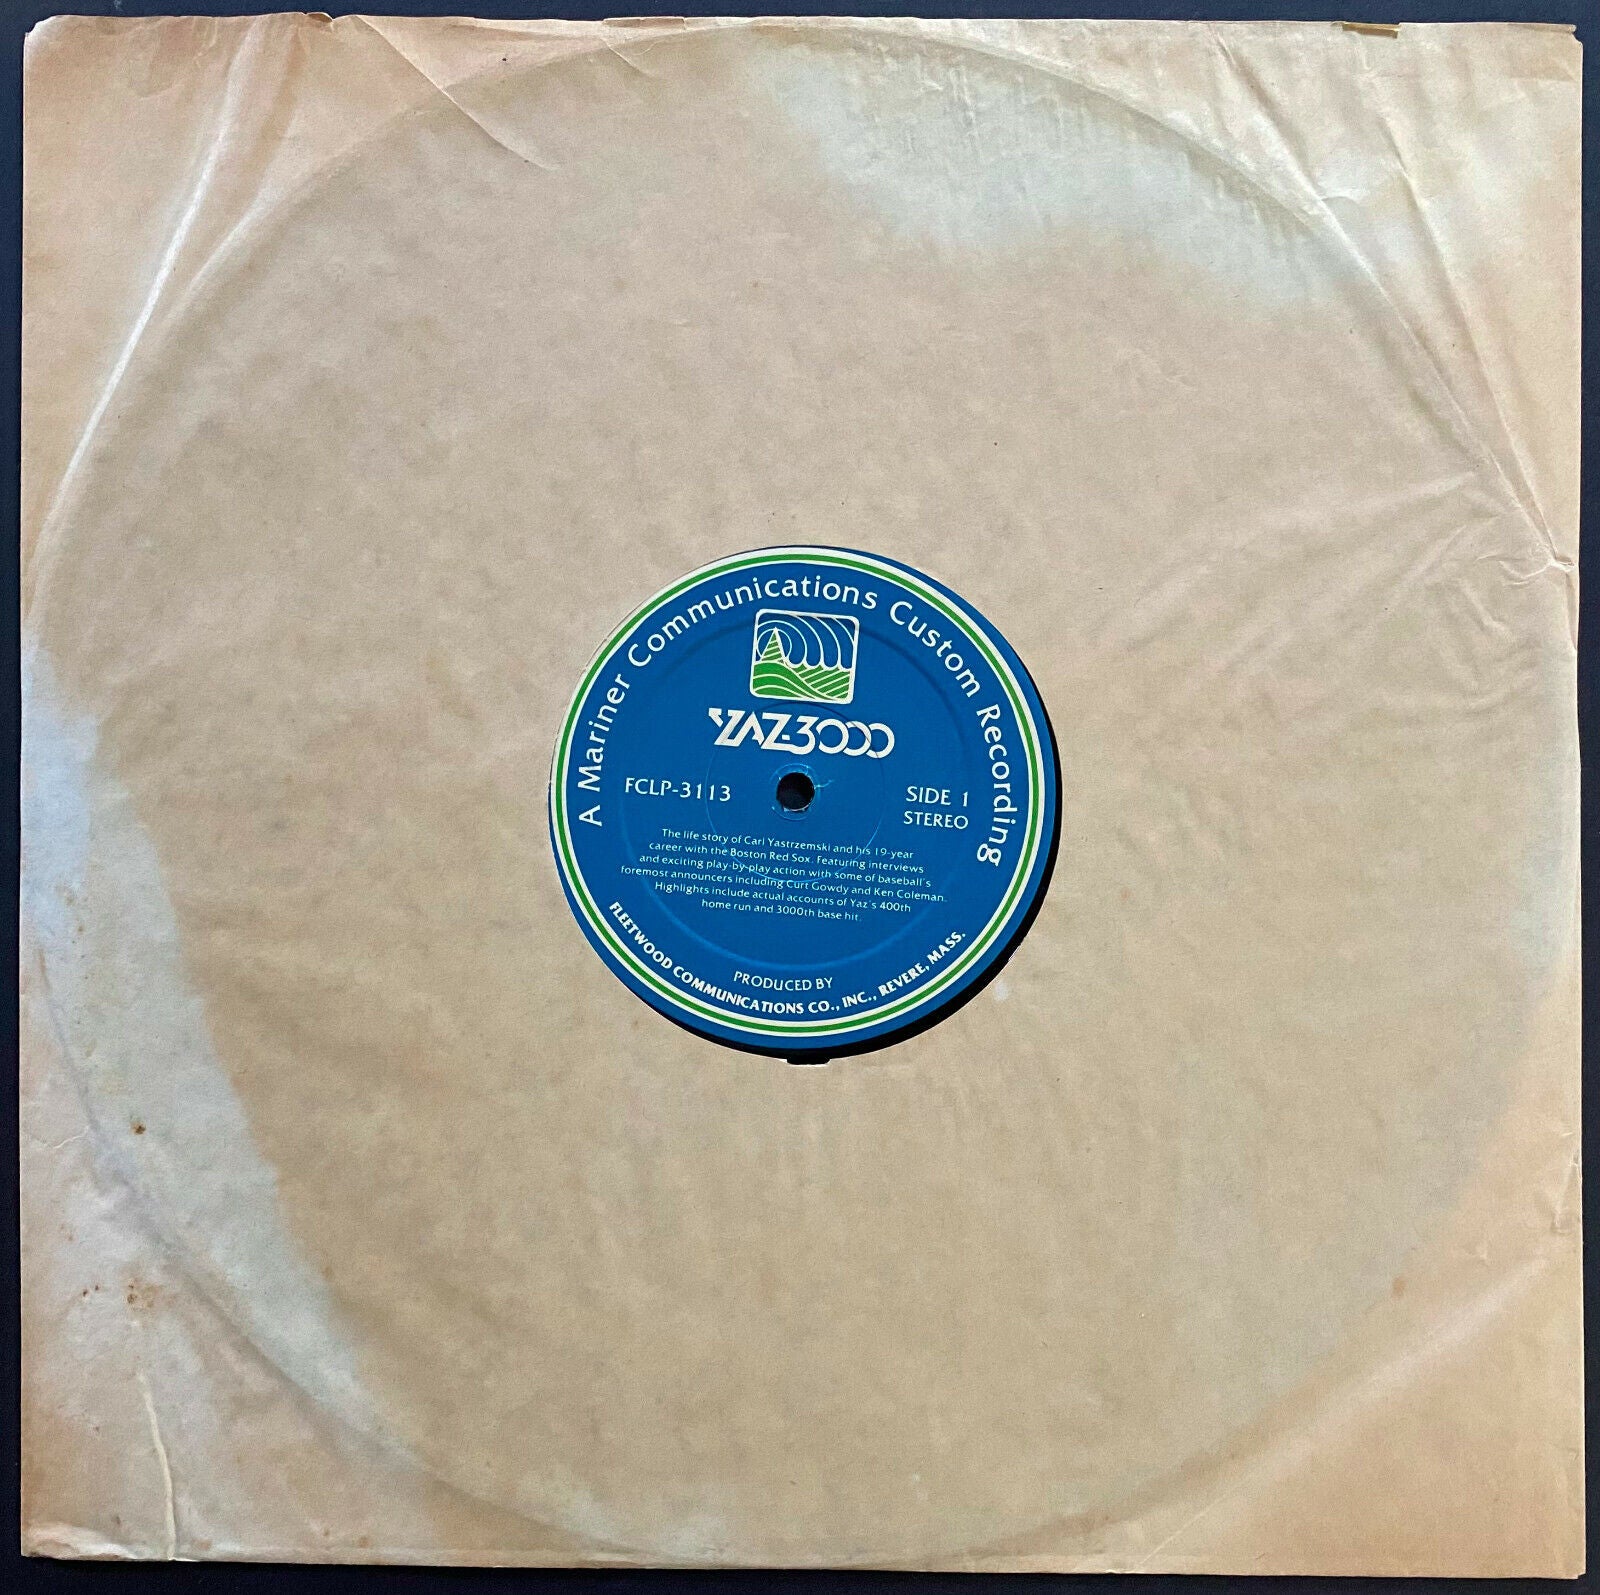 A Mariner Communications Custom Recording
YAZ-3000
FCLP-3113
SIDE 1
STEREO
The life story of Carl Yastrzemski and his 19-year
career with the Boston Red Sox. Featuring interviews
and exciting play-by-play action with some of baseball's
foremost announcers including Curt Gowdy and Ken Coleman.
Highlights include actual accounts of Yaz's 400th
home run and 3000th base hit.
PRODUCED BY
FLEETWOOD COMMUNICATIONS CO., INC., REVERE, MASS.